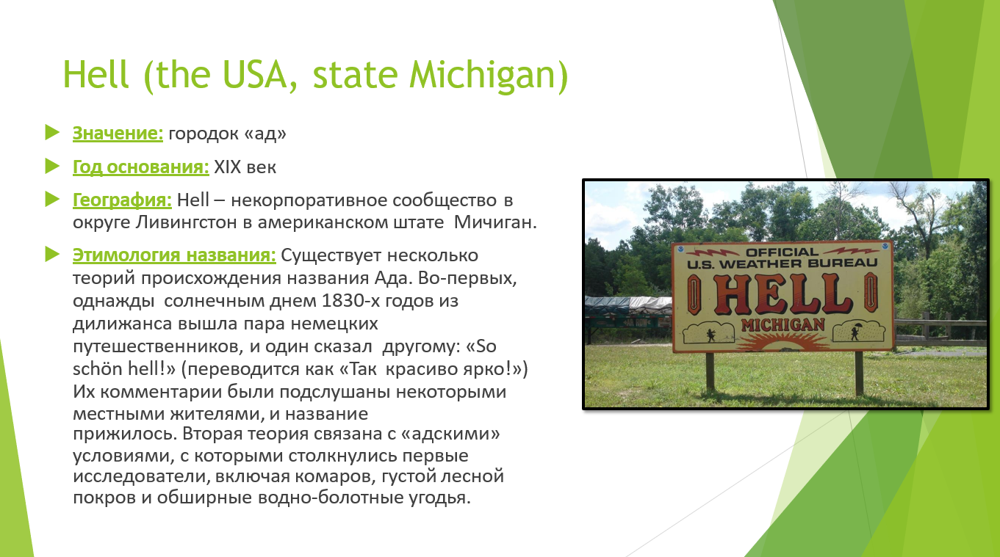 Hell (the USA, state Michigan)
Значение: городок «ад»
Год основания: XIX век
География: Hell – некорпоративное сообщество в
округе Ливингстон в американском штате Мичиган.
Этимология названия: Существует несколько
теорий происхождения названия Ада. Во-первых,
однажды солнечным днем 1830-х годов из
дилижанса вышла пара немецких
путешественников, и один сказал другому: «So
schön hell!» (переводится как «Так красиво ярко!»)
Их комментарии были подслушаны некоторыми
местными жителями, и название
прижилось. Вторая теория связана с «адскими»
условиями, с которыми столкнулись первые
исследователи, включая комаров, густой лесной
покров и обширные водно-болотные угодья.
OFFICIAL
U.S. WEATHER BUREAU
HELL
MICHIGAN